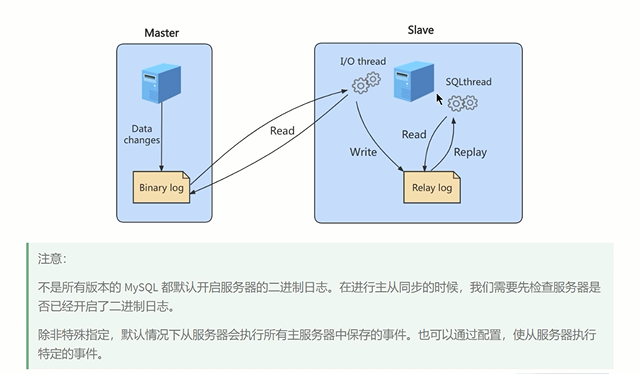 Master
Slave
I/O thread
SQLthread
Data
changes
Read
Write
Read
Replay
Binary log
Relay log
注意：
不是所有版本的 MySQL 都默认开启服务器的二进制日志。在进行主从同步的时候，我们需要先检查服务器是
否已经开启了二进制日志。
除非特殊指定，默认情况下从服务器会执行所有主服务器中保存的事件。也可以通过配置，使从服务器执行
特定的事件。